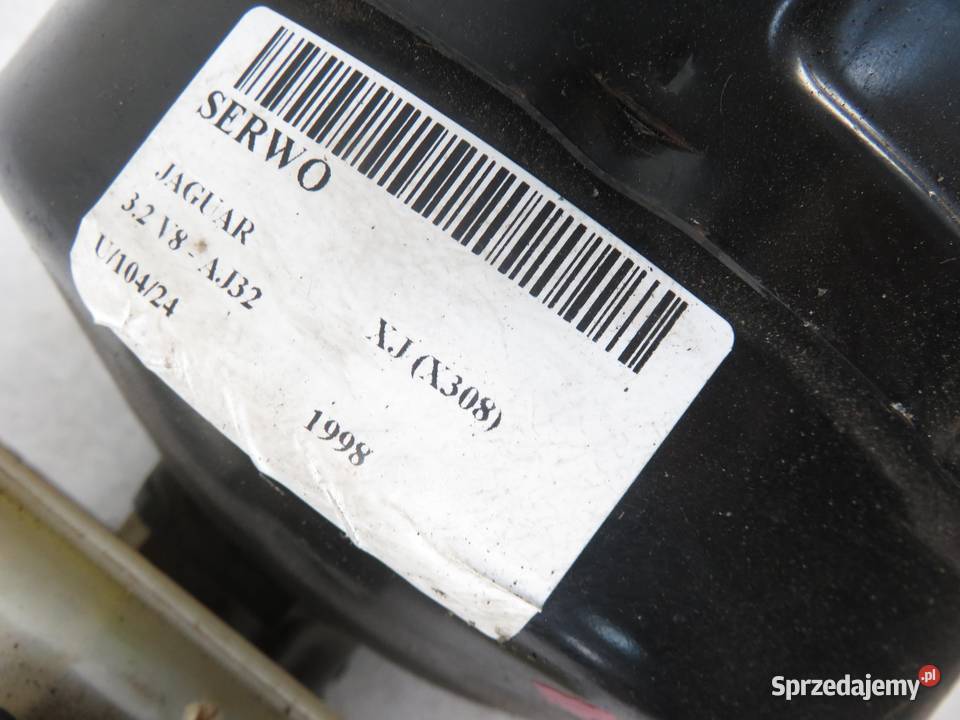 SERWO
JAGUAR
XJ (X308)
3.2 V8 - AJ32
1998
U/104/24
Sprzedajemy.pl